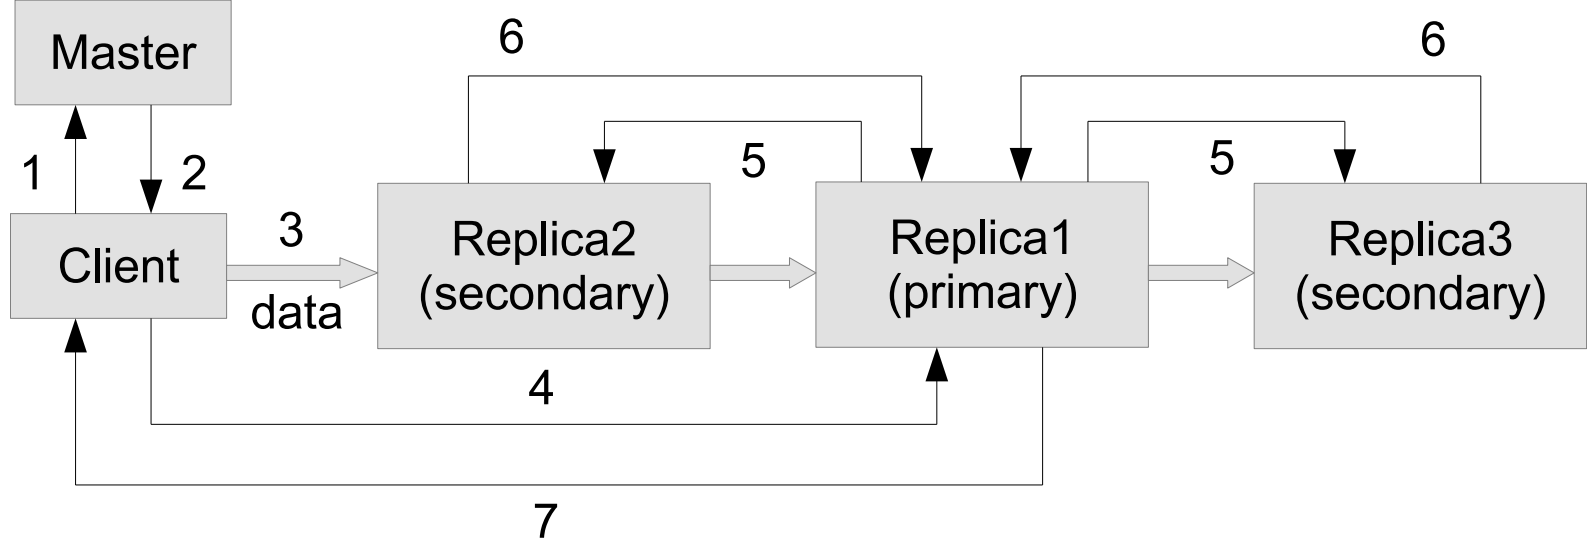 6
6
Master
5
5
1
2
3
Replica2
(secondary)
Replica1
(primary)
Replica3
(secondary)
Client
data
4
7